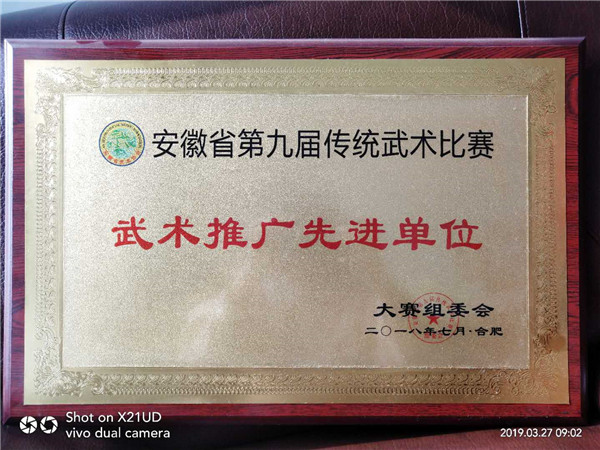 安徽省第九届传统武术比赛
武术推广先进单位
大赛组委会
二〇一八年七月·合肥
Shot on X21UD
vivo dual camera
2019.03.27 09:02